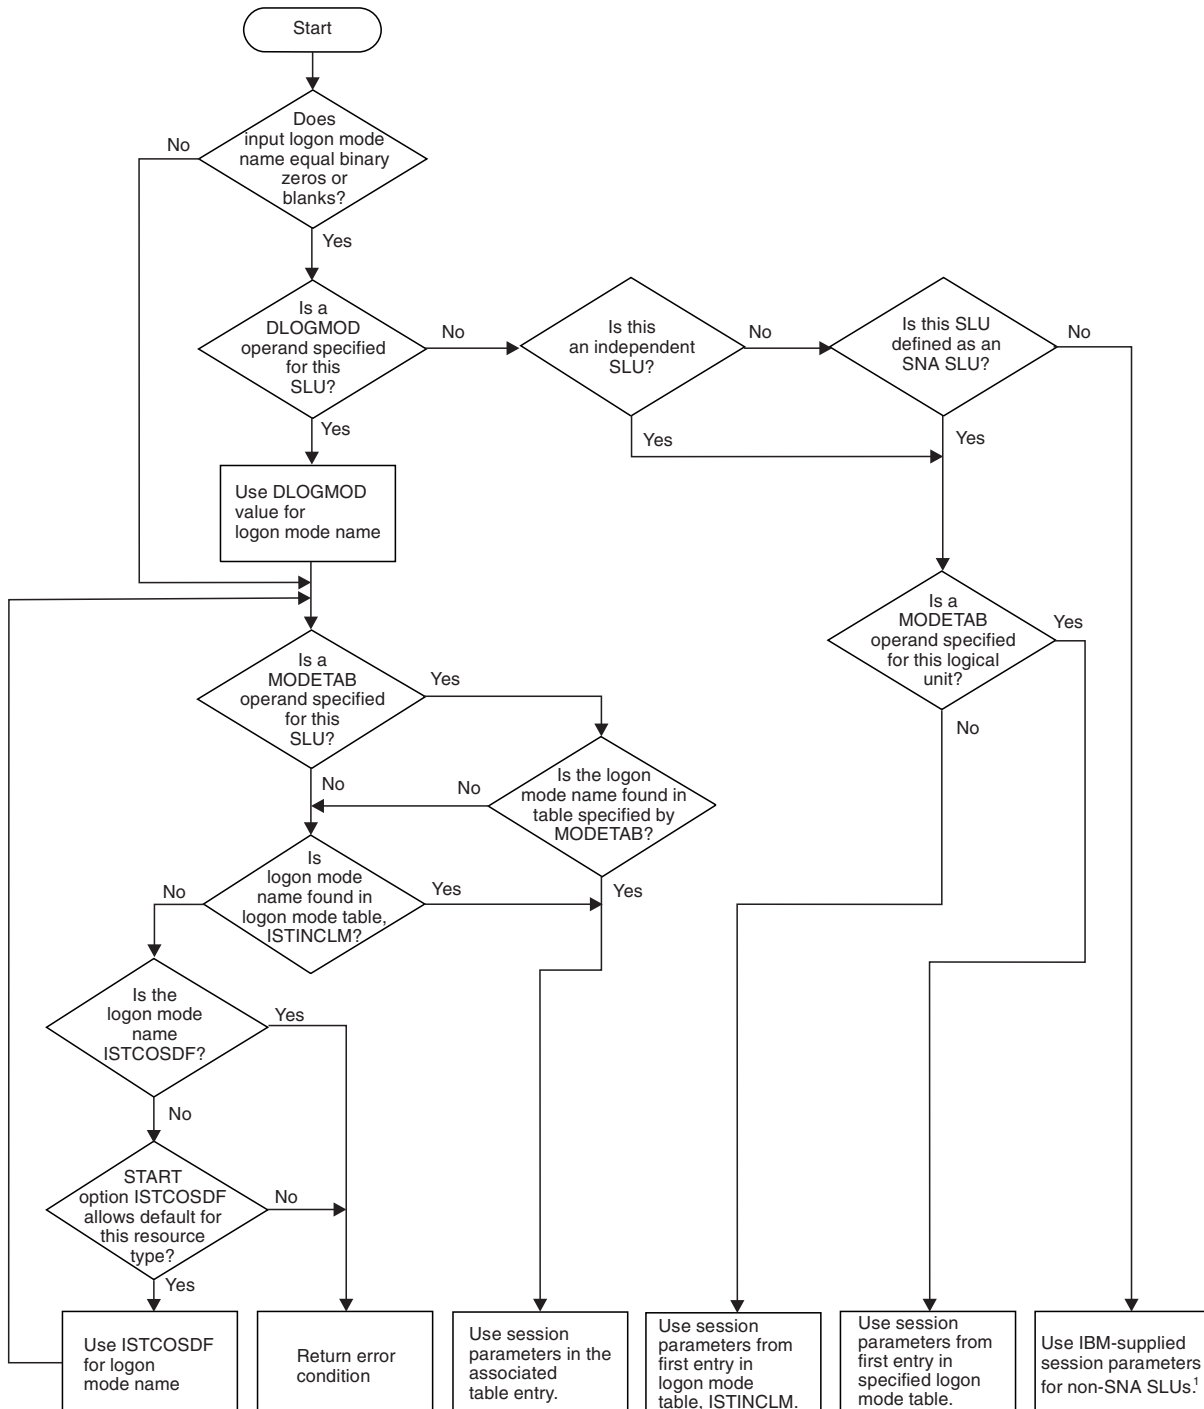 Start
Does
input logon mode
name equal binary
zeros or
blanks?
No
Yes
Is a
DLOGMOD
operand specified
for this
SLU?
No
Yes
Is this
an independent
SLU?
No
Yes
Is this SLU
defined as an
SNA SLU?
No
Yes
Use DLOGMOD
value for
logon mode name
Is a
MODETAB
operand specified
for this logical
unit?
Yes
No
Is a
MODETAB
operand specified
for this
SLU?
Yes
No
Is the logon
mode name found in
table specified by
MODETAB?
No
Yes
Is
logon mode
name found in
logon mode table,
ISTINCLM?
No
Yes
Is the
logon mode
name
ISTCOSDF?
Yes
No
START
option ISTCOSDF
allows default for
this resource
type?
No
Yes
Use ISTCOSDF
for logon
mode name
Return error
condition
Use session
parameters in the
associated
table entry.
Use session
parameters from
first entry in
logon mode
table, ISTINCLM.
Use session
parameters from
first entry in
specified logon
mode table.
Use IBM-supplied
session parameters
for non-SNA SLUs.¹